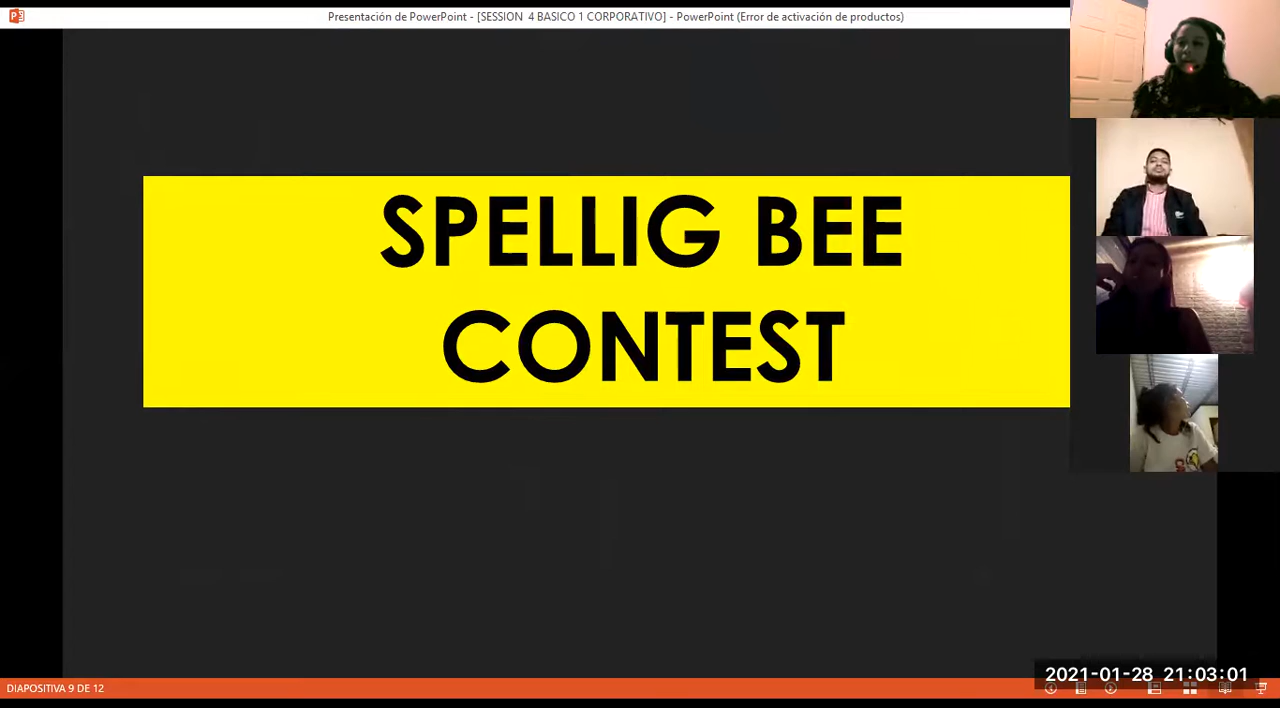 Presentación de PowerPoint - [SESSION 4 BASICO 1 CORPORATIVO] - PowerPoint (Error de activación de productos)
SPELLIG BEE
CONTEST
2021-01-28 21:03:01
DIAPOSITIVA 9 DE 12